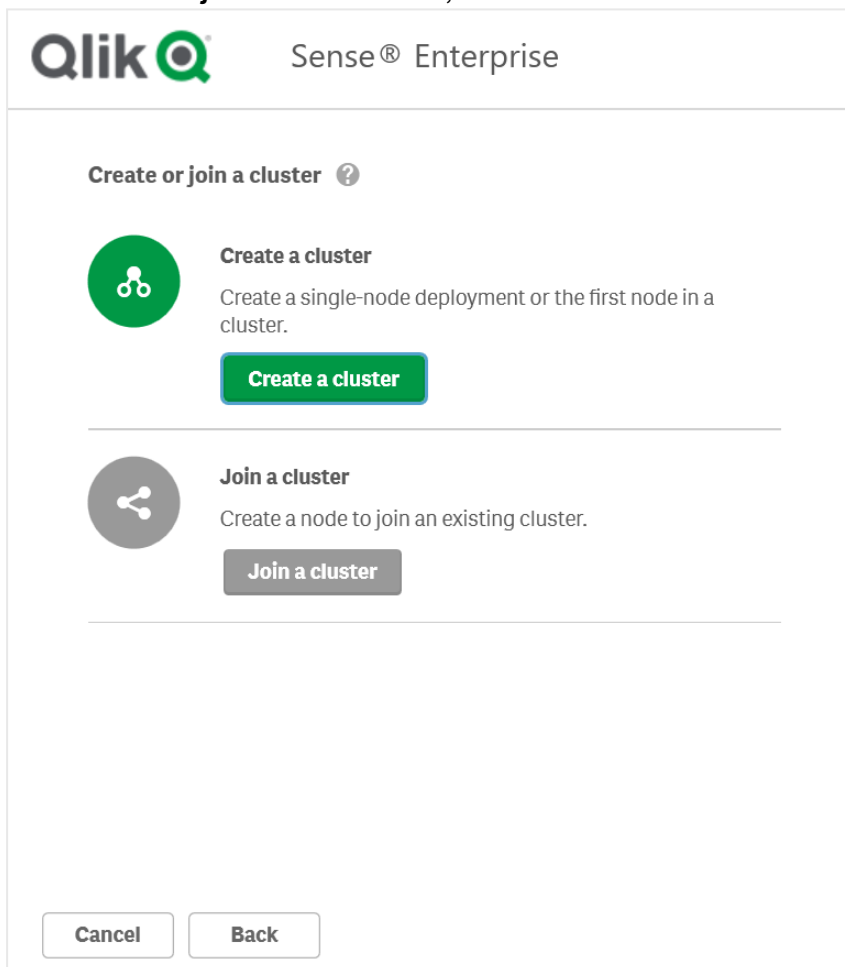 Qlik Sense® Enterprise
Create or join a cluster ?
Create a cluster
Create a single-node deployment or the first node in a
cluster.
Create a cluster
Join a cluster
Create a node to join an existing cluster.
Join a cluster
Cancel Back